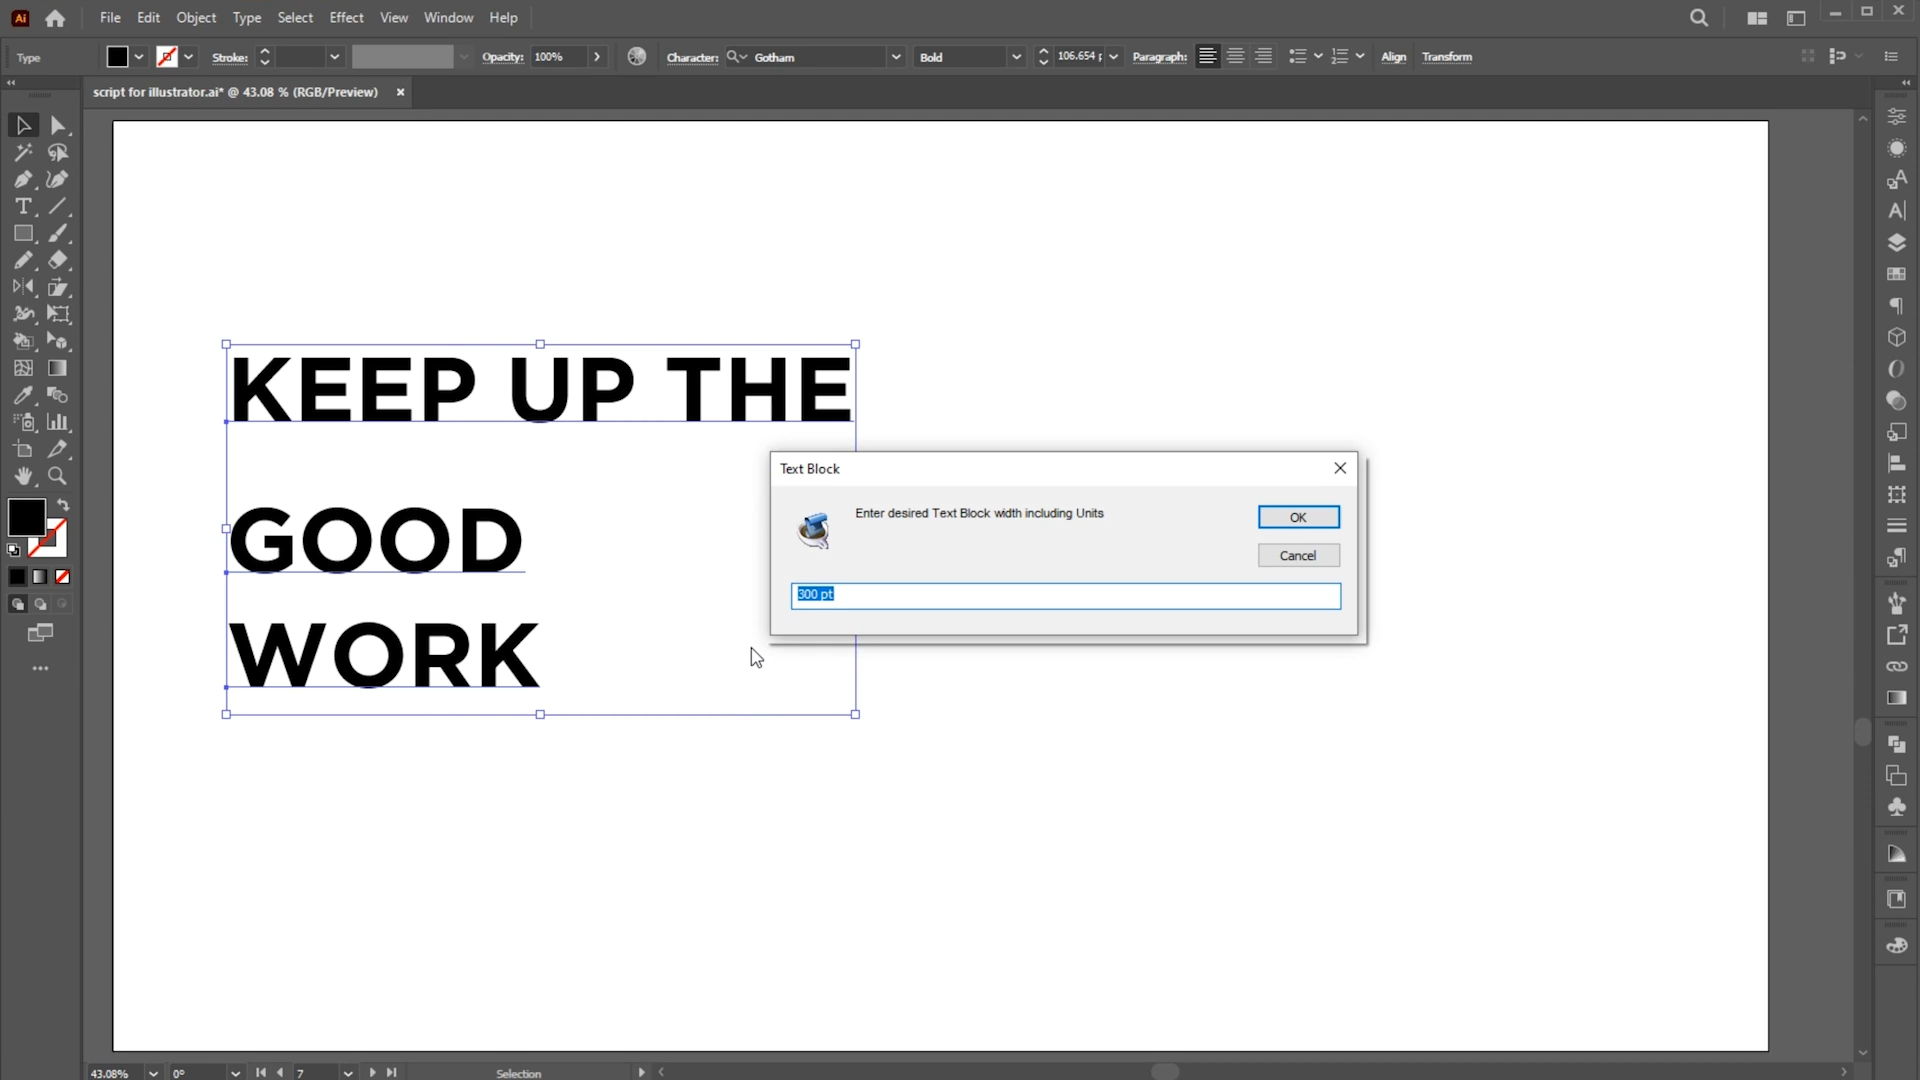 Ai File Edit Object Type Select Effect View Window Help
Type Stroke: Opacity: 100% Character: Gotham Bold 106.654 Paragraph: Align Transform
script for illustrator.ai* @ 43.08 % (RGB/Preview)
KEEP UP THE
GOOD
WORK
Text Block
Enter desired Text Block width including Units
OK
Cancel
300 pt
43.08% 0° 7 Selection